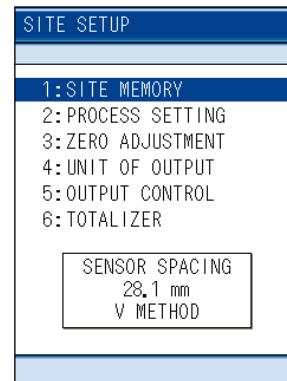 SITE SETUP
1:SITE MEMORY
2:PROCESS SETTING
3:ZERO ADJUSTMENT
4:UNIT OF OUTPUT
5:OUTPUT CONTROL
6:TOTALIZER
SENSOR SPACING
28.1 mm
V METHOD